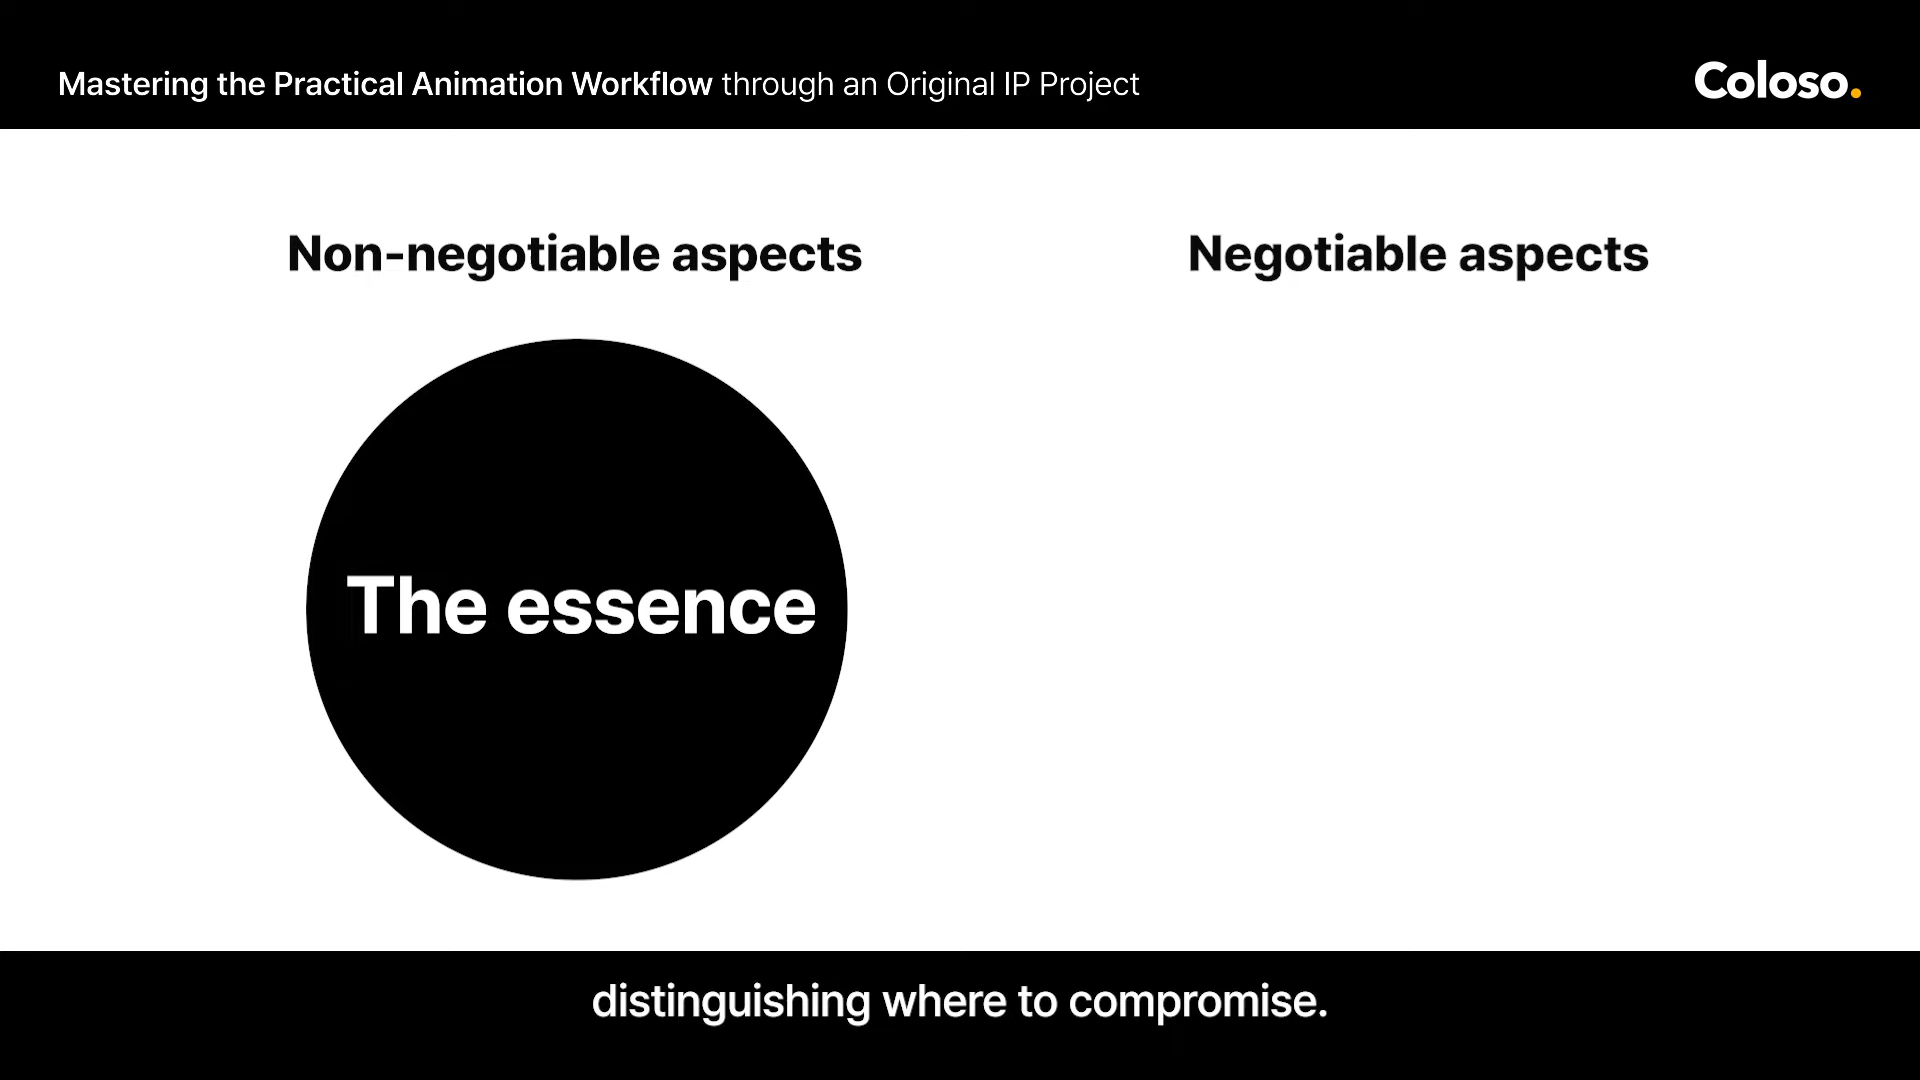 Mastering the Practical Animation Workflow through an Original IP Project
Coloso.
Non-negotiable aspects
Negotiable aspects
The essence
distinguishing where to compromise.